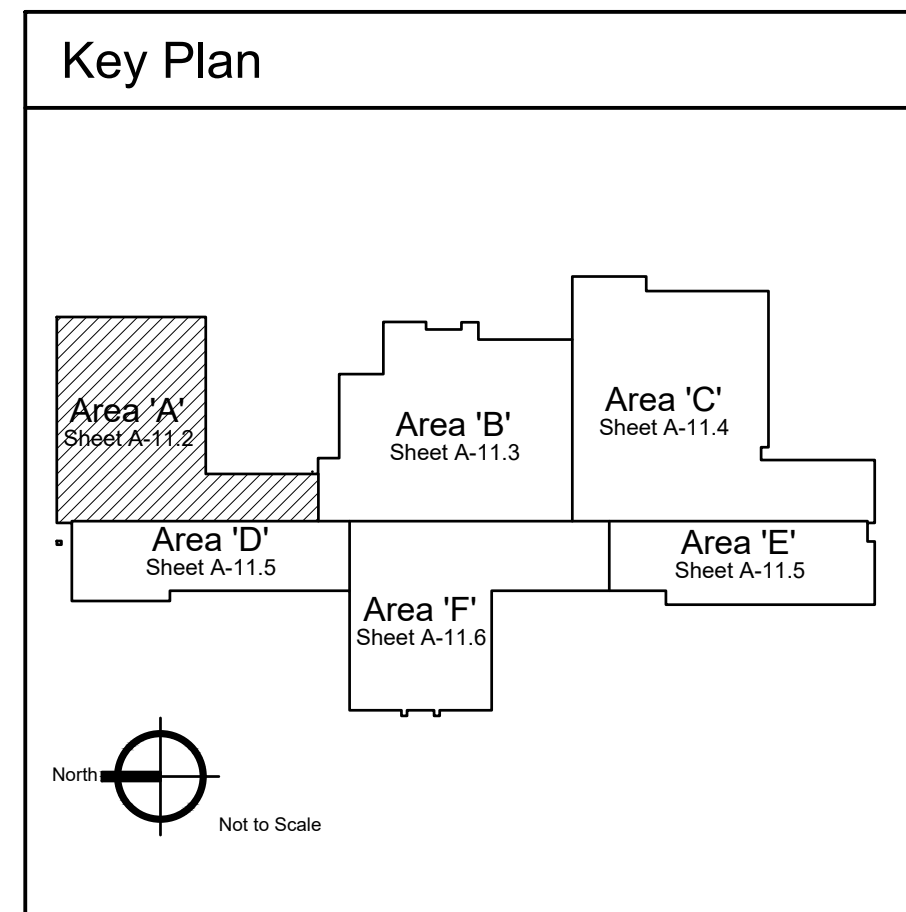 Key Plan
Area 'A'
Sheet A-11.2
Area 'B'
Sheet A-11.3
Area 'C'
Sheet A-11.4
Area 'D'
Sheet A-11.5
Area 'F'
Sheet A-11.6
Area 'E'
Sheet A-11.5
North
Not to Scale